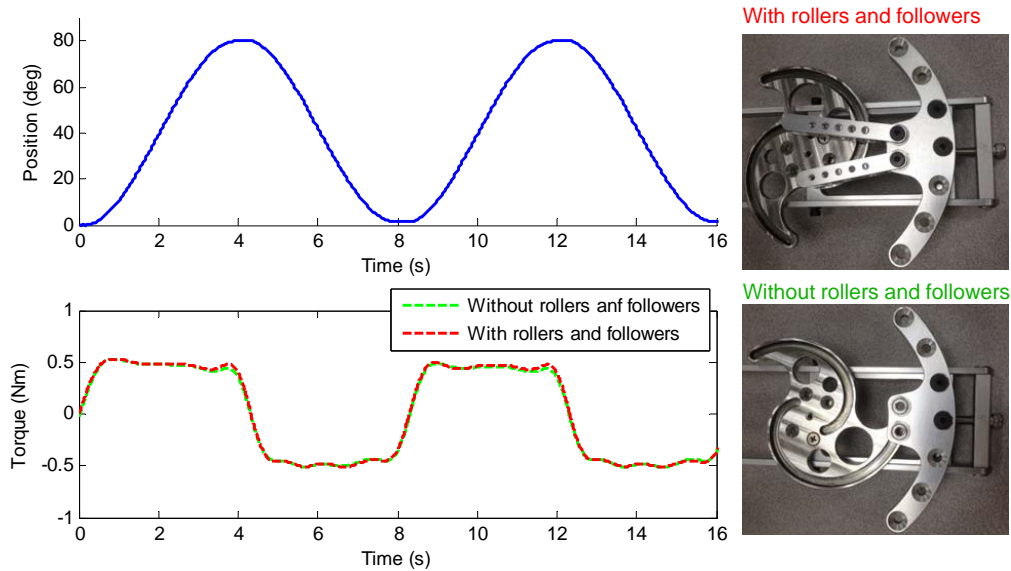 With rollers and followers
80
60
40
20
0
Position (deg)
0 2 4 6 8 10 12 14 16
Time (s)
Without rollers and followers
Without rollers anf followers
With rollers and followers
1
0.5
0
-0.5
-1
Torque (Nm)
0 2 4 6 8 10 12 14 16
Time (s)